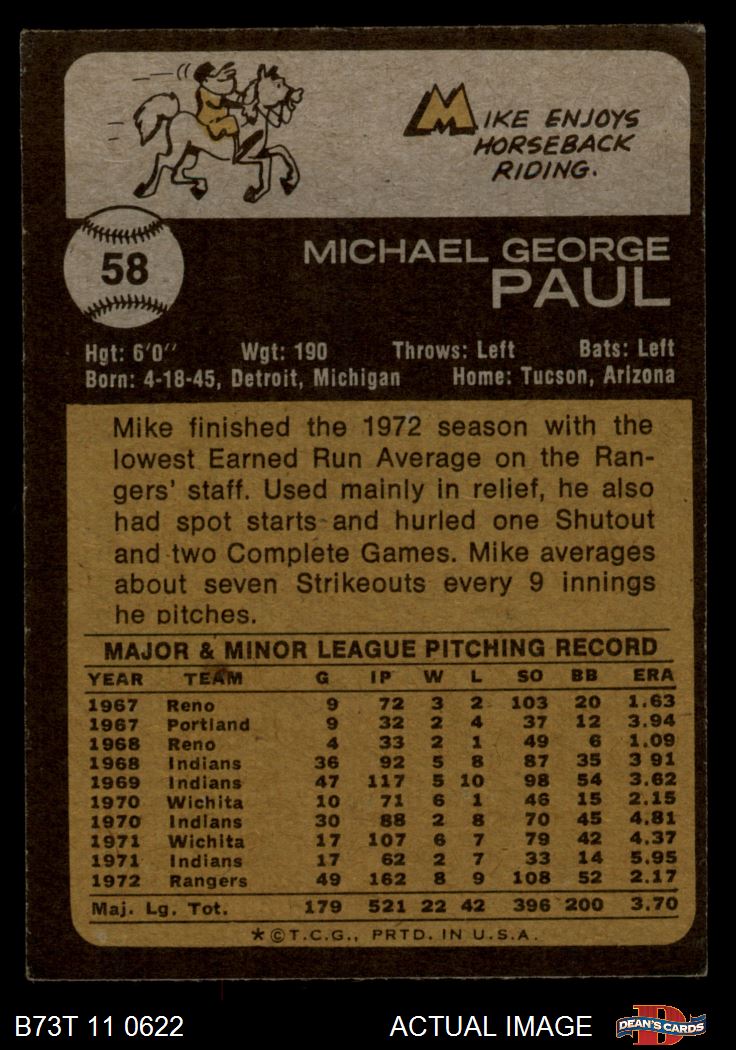 MIKE ENJOYS
HORSEBACK
RIDING.
58
MICHAEL GEORGE
PAUL
Hgt: 6'0'' Wgt: 190 Throws: Left Bats: Left
Born: 4-18-45, Detroit, Michigan Home: Tucson, Arizona
Mike finished the 1972 season with the
lowest Earned Run Average on the Ran-
gers' staff. Used mainly in relief, he also
had spot starts and hurled one Shutout
and two Complete Games. Mike averages
about seven Strikeouts every 9 innings
he pitches.
MAJOR & MINOR LEAGUE PITCHING RECORD
YEAR TEAM G IP W L SO BB ERA
1967 Reno 9 72 3 2 103 20 1.63
1967 Portland 9 32 2 4 37 12 3.94
1968 Reno 4 33 2 1 49 6 1.09
1968 Indians 36 92 5 8 87 35 3 91
1969 Indians 47 117 5 10 98 54 3.62
1970 Wichita 10 71 6 1 46 15 2.15
1970 Indians 30 88 2 8 70 45 4.81
1971 Wichita 17 107 6 7 79 42 4.37
1971 Indians 17 62 2 7 33 14 5.95
1972 Rangers 49 162 8 9 108 52 2.17
Maj. Lg. Tot. 179 521 22 42 396 200 3.70
*©T.C.G., PRTD. IN U.S.A.
B73T 11 0622 ACTUAL IMAGE D DEAN'S CARDS